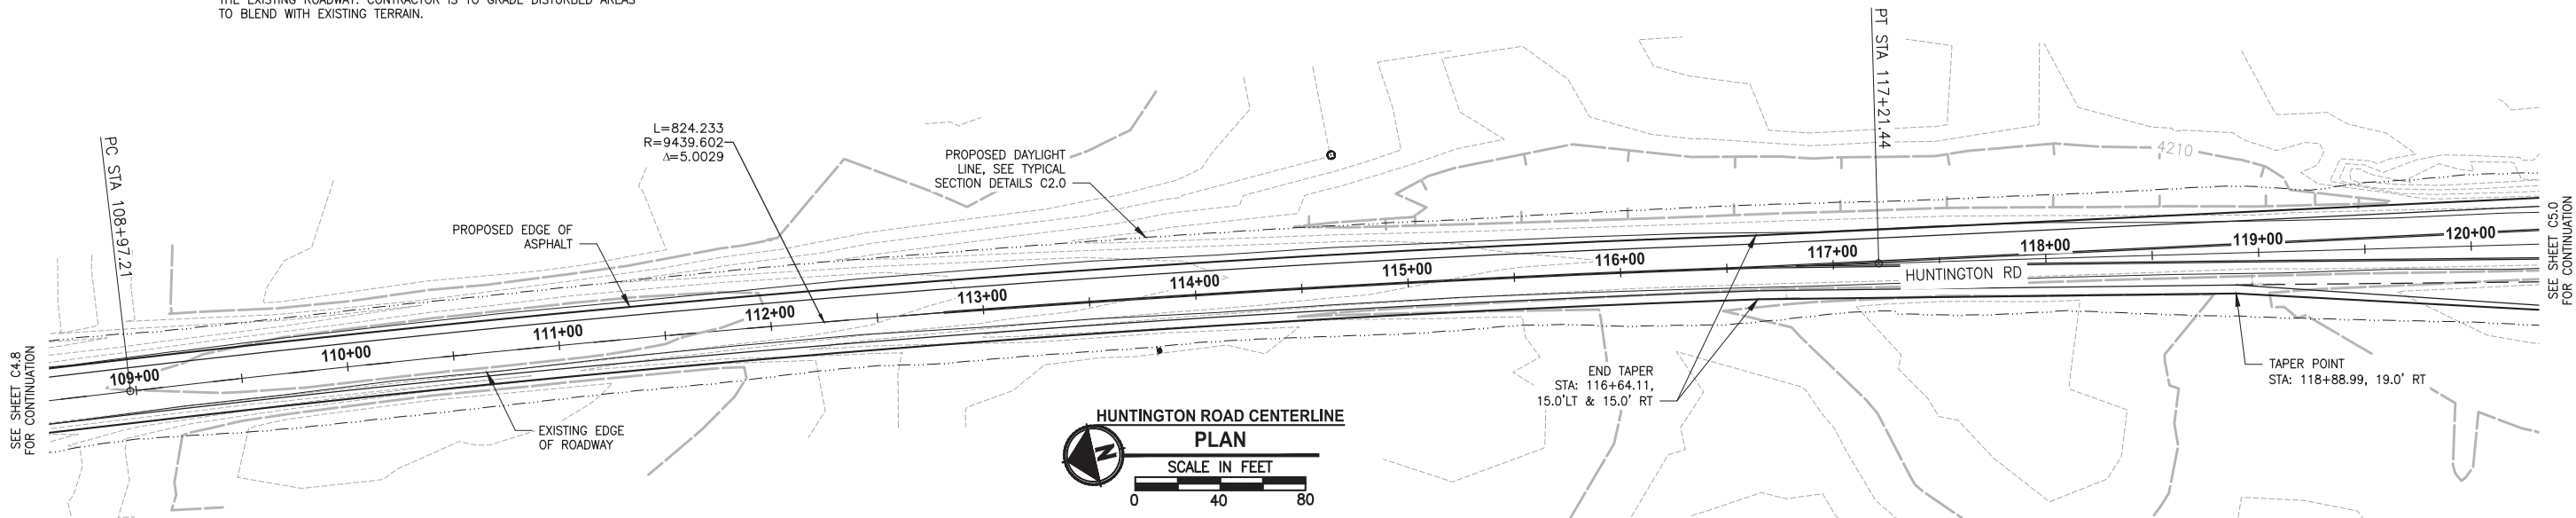 THE EXISTING ROADWAY. CONTRACTOR IS TO GRADE DISTURBED AREAS
TO BLEND WITH EXISTING TERRAIN.
PC STA 108+97.21
L=824.233
R=9439.602
Δ=5.0029
PROPOSED EDGE OF
ASPHALT
PROPOSED DAYLIGHT
LINE, SEE TYPICAL
SECTION DETAILS C2.0
PT STA 117+21.44
4210
SEE SHEET C4.8
FOR CONTINUATION
109+00
110+00
111+00
112+00
113+00
114+00
115+00
116+00
117+00
118+00
119+00
120+00
HUNTINGTON RD
SEE SHEET C5.0
FOR CONTINUATION
EXISTING EDGE
OF ROADWAY
END TAPER
STA: 116+64.11,
15.0'LT & 15.0' RT
TAPER POINT
STA: 118+88.99, 19.0' RT
HUNTINGTON ROAD CENTERLINE
PLAN
N
SCALE IN FEET
0 40 80